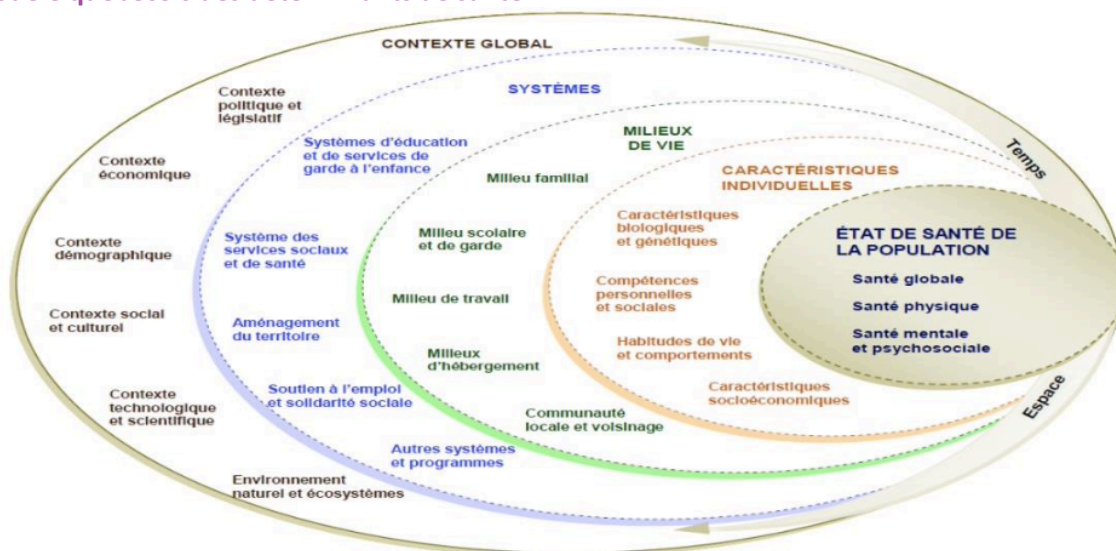 CONTEXTE GLOBAL
Contexte
politique et
législatif
Contexte
économique
Contexte
démographique
Contexte social
et culturel
Contexte
technologique
et scientifique
Environnement
naturel et écosystèmes
SYSTÈMES
Systèmes d'éducation
et de services de
garde à l'enfance
Système des
services sociaux
et de santé
Aménagement
du territoire
Soutien à l'emploi
et solidarité sociale
Autres systèmes
et programmes
MILIEUX
DE VIE
Milieu familial
Milieu scolaire
et de garde
Milieu de travail
Milieux
d'hébergement
Communauté
locale et voisinage
CARACTÉRISTIQUES
INDIVIDUELLES
Caractéristiques
biologiques
et génétiques
Compétences
personnelles
et sociales
Habitudes de vie
et comportements
Caractéristiques
socioéconomiques
ÉTAT DE SANTÉ DE
LA POPULATION
Santé globale
Santé physique
Santé mentale
et psychosociale
Temps
Espace